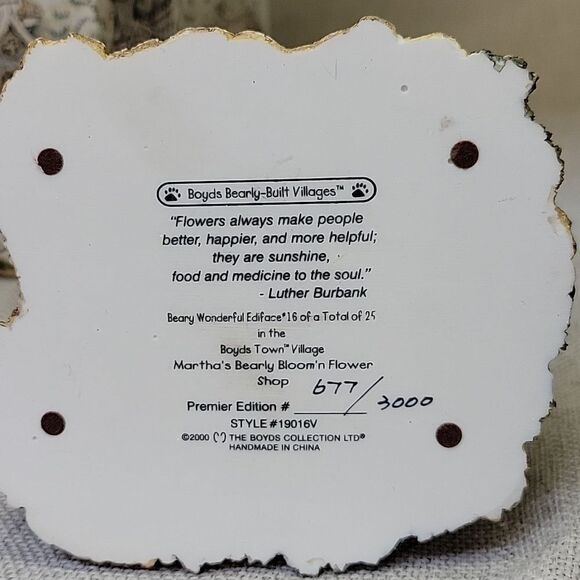 Boyds Bearly-Built Villages™
"Flowers always make people
better, happier, and more helpful;
they are sunshine,
food and medicine to the soul."
- Luther Burbank
Beary Wonderful Ediface #16 of a Total of 25
in the
Boyds Town™ Village
Martha's Bearly Bloom'n Flower
Shop
677/3000
Premier Edition #
STYLE #19016V
©2000 THE BOYDS COLLECTION LTD®
HANDMADE IN CHINA